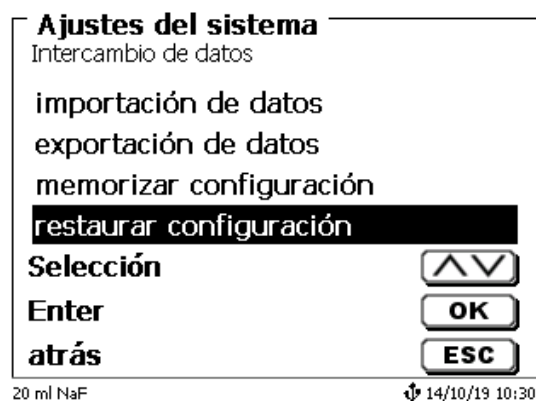 Ajustes del sistema
Intercambio de datos
importación de datos
exportación de datos
memorizar configuración
restaurar configuración
Selección
Enter OK
atrás ESC
20 ml NaF 14/10/19 10:30